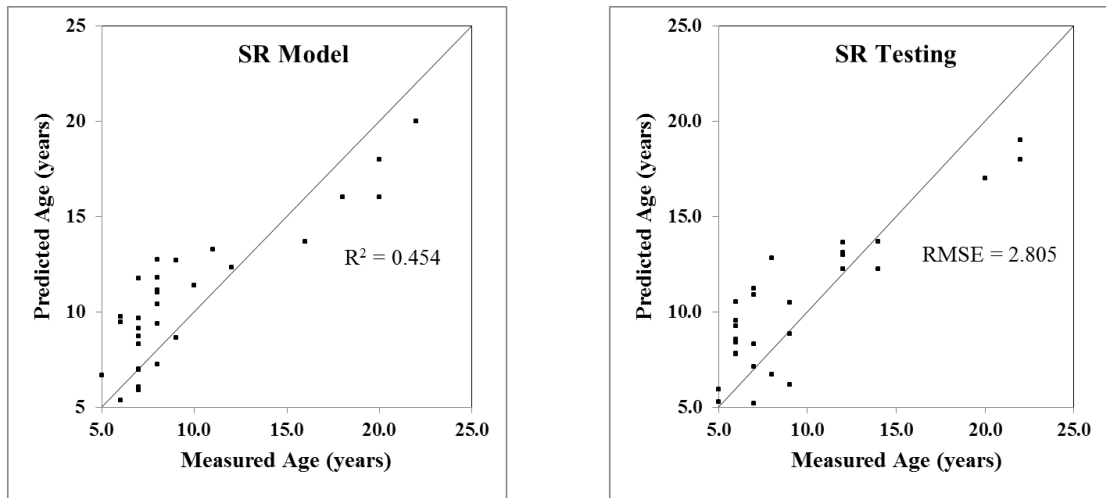 SR Model
Predicted Age (years)
25
20
15
10
5
R² = 0.454
5.0 10.0 15.0 20.0 25.0
Measured Age (years)
SR Testing
Predicted Age (years)
25.0
20.0
15.0
10.0
5.0
RMSE = 2.805
5.0 10.0 15.0 20.0 25.0
Measured Age (years)